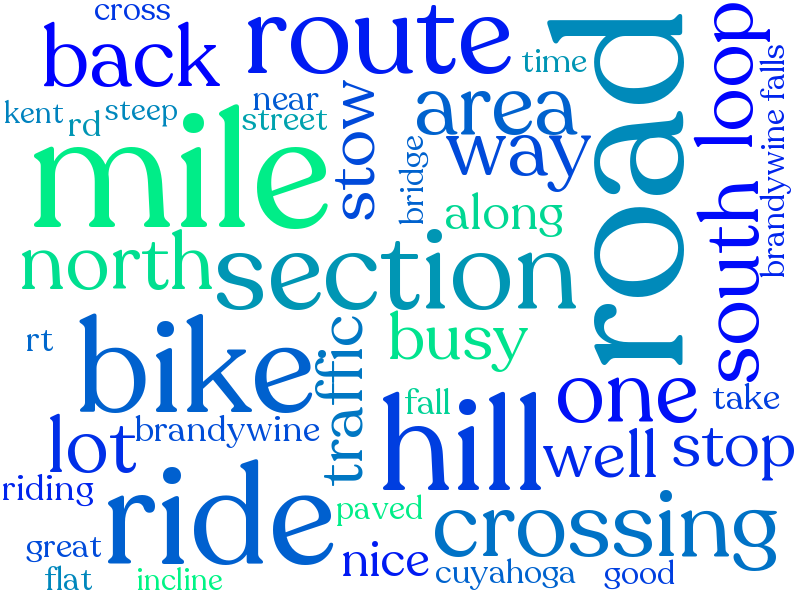 cross
back
route
time
road
south loop
brandywine falls
kent
rd
steep
near
street
stow
area
way
bridge
mile
along
north
section
rt
bike
traffic
busy
fall
one
take
lot
brandywine
hill
well
stop
riding
ride
paved
crossing
great
nice
flat
incline
cuyahoga
good